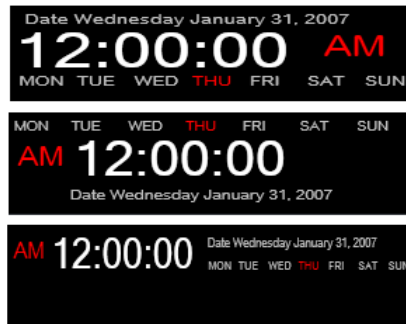 Date Wednesday January 31, 2007
12:00:00 AM
MON TUE WED THU FRI SAT SUN
MON TUE WED THU FRI SAT SUN
AM 12:00:00
Date Wednesday January 31, 2007
AM 12:00:00 Date Wednesday January 31, 2007
MON TUE WED THU FRI SAT SUN